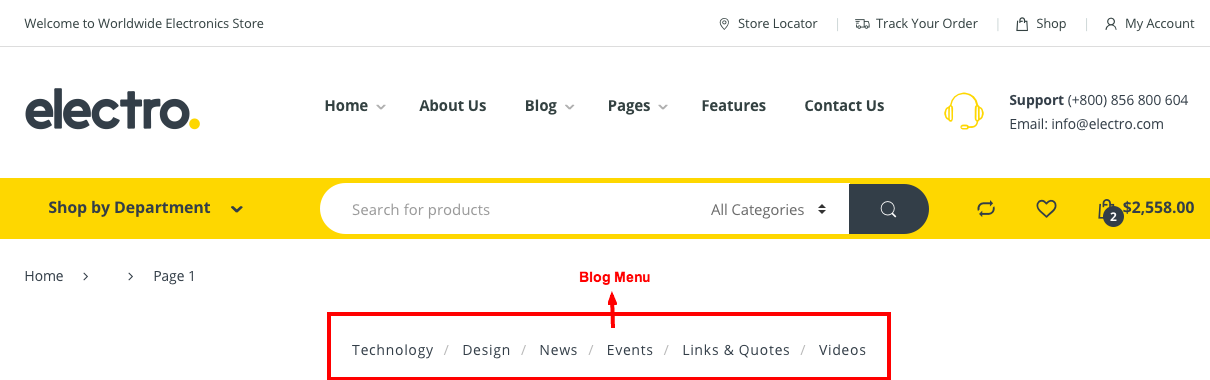 Welcome to Worldwide Electronics Store
Store Locator | Track Your Order | Shop | My Account
electro.
Home About Us Blog Pages Features Contact Us
Support (+800) 856 800 604
Email: info@electro.com
Shop by Department Search for products All Categories 2 $2,558.00
Home > > Page 1
Blog Menu
Technology / Design / News / Events / Links & Quotes / Videos